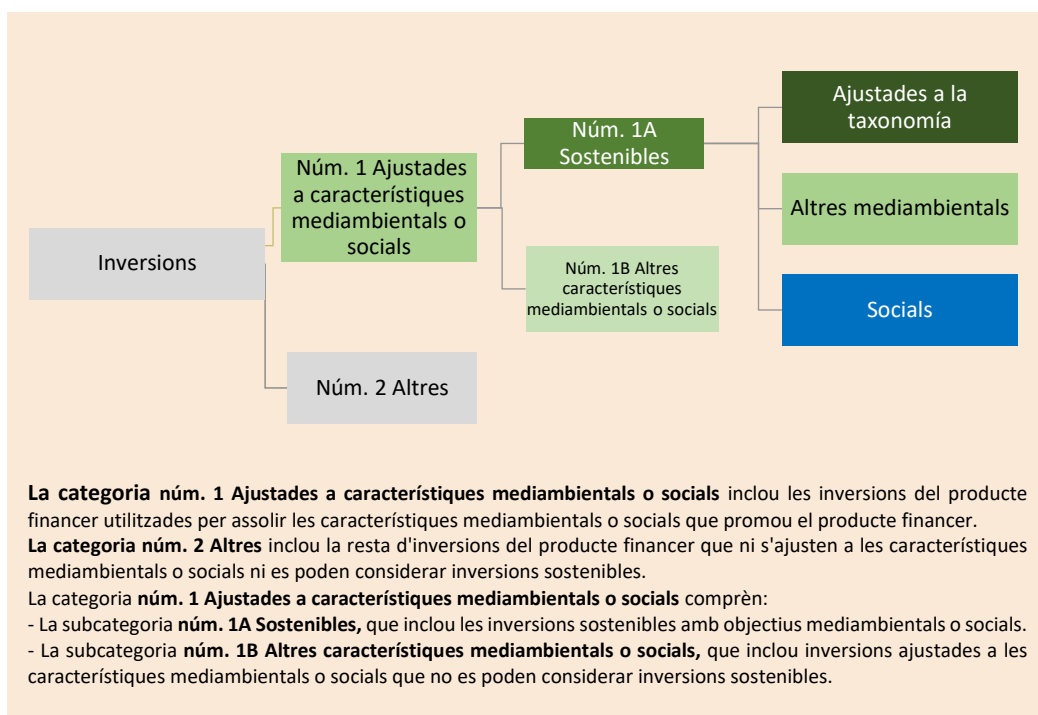 Ajustades a la
taxonomía
Núm. 1A
Sostenibles
Núm. 1 Ajustades
a característiques
mediambientals o
socials
Altres mediambientals
Inversions
Núm. 1B Altres
característiques
mediambientals o socials
Socials
Núm. 2 Altres
La categoria núm. 1 Ajustades a característiques mediambientals o socials inclou les inversions del producte
financer utilitzades per assolir les característiques mediambientals o socials que promou el producte financer.
La categoria núm. 2 Altres inclou la resta d'inversions del producte financer que ni s'ajusten a les característiques
mediambientals o socials ni es poden considerar inversions sostenibles.
La categoria núm. 1 Ajustades a característiques mediambientals o socials comprèn:
- La subcategoria núm. 1A Sostenibles, que inclou les inversions sostenibles amb objectius mediambientals o socials.
- La subcategoria núm. 1B Altres característiques mediambientals o socials, que inclou inversions ajustades a les
característiques mediambientals o socials que no es poden considerar inversions sostenibles.